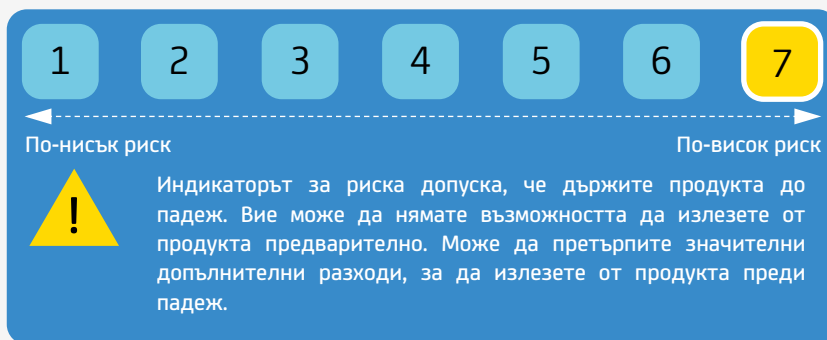 1 2 3 4 5 6 7
По-нисък риск По-висок риск
!
Индикаторът за риска допуска, че държите продукта до
падеж. Вие може да нямате възможността да излезете от
продукта предварително. Може да претърпите значителни
допълнителни разходи, за да излезете от продукта преди
падеж.